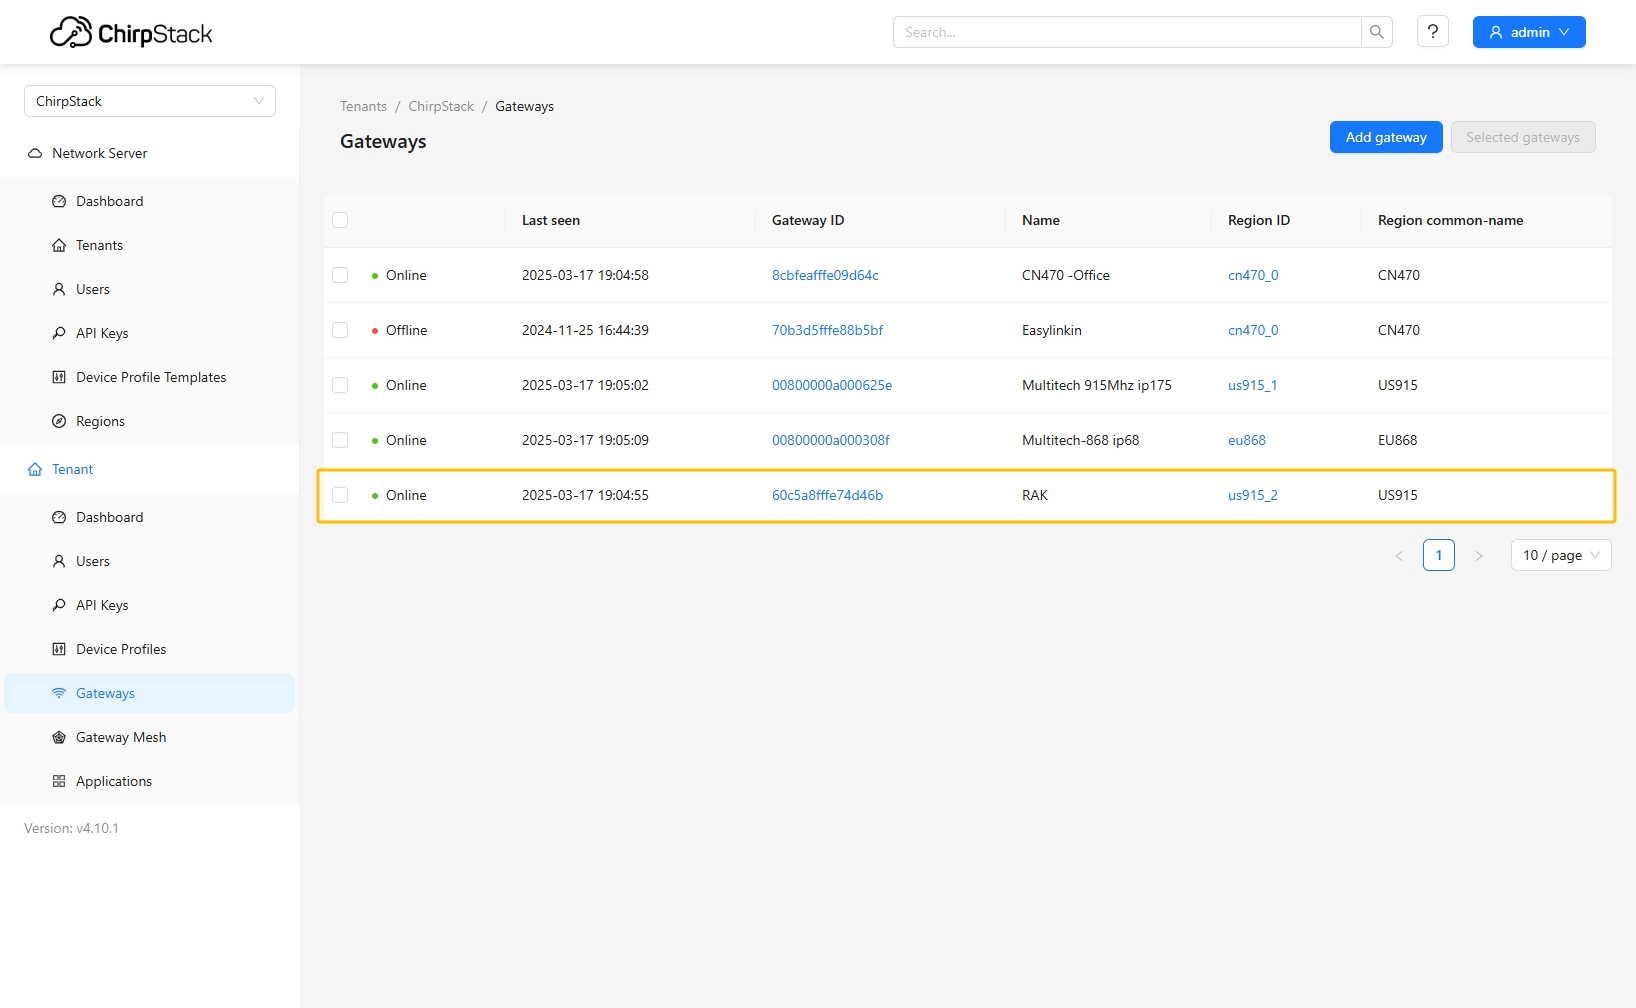 ChirpStack
Search...
?
admin
ChirpStack
Network Server
Dashboard
Tenants
Users
API Keys
Device Profile Templates
Regions
Tenant
Dashboard
Users
API Keys
Device Profiles
Gateways
Gateway Mesh
Applications
Version: v4.10.1
Tenants / ChirpStack / Gateways
Gateways
Add gateway
Selected gateways
Last seen Gateway ID Name Region ID Region common-name
Online 2025-03-17 19:04:58 8cbfeafffe09d64c CN470 -Office cn470_0 CN470
Offline 2024-11-25 16:44:39 70b3d5fffe88b5bf Easylinkin cn470_0 CN470
Online 2025-03-17 19:05:02 00800000a000625e Multitech 915Mhz ip175 us915_1 US915
Online 2025-03-17 19:05:09 00800000a000308f Multitech-868 ip68 eu868 EU868
Online 2025-03-17 19:04:55 60c5a8fffe74d46b RAK us915_2 US915
< 1 > 10 / page